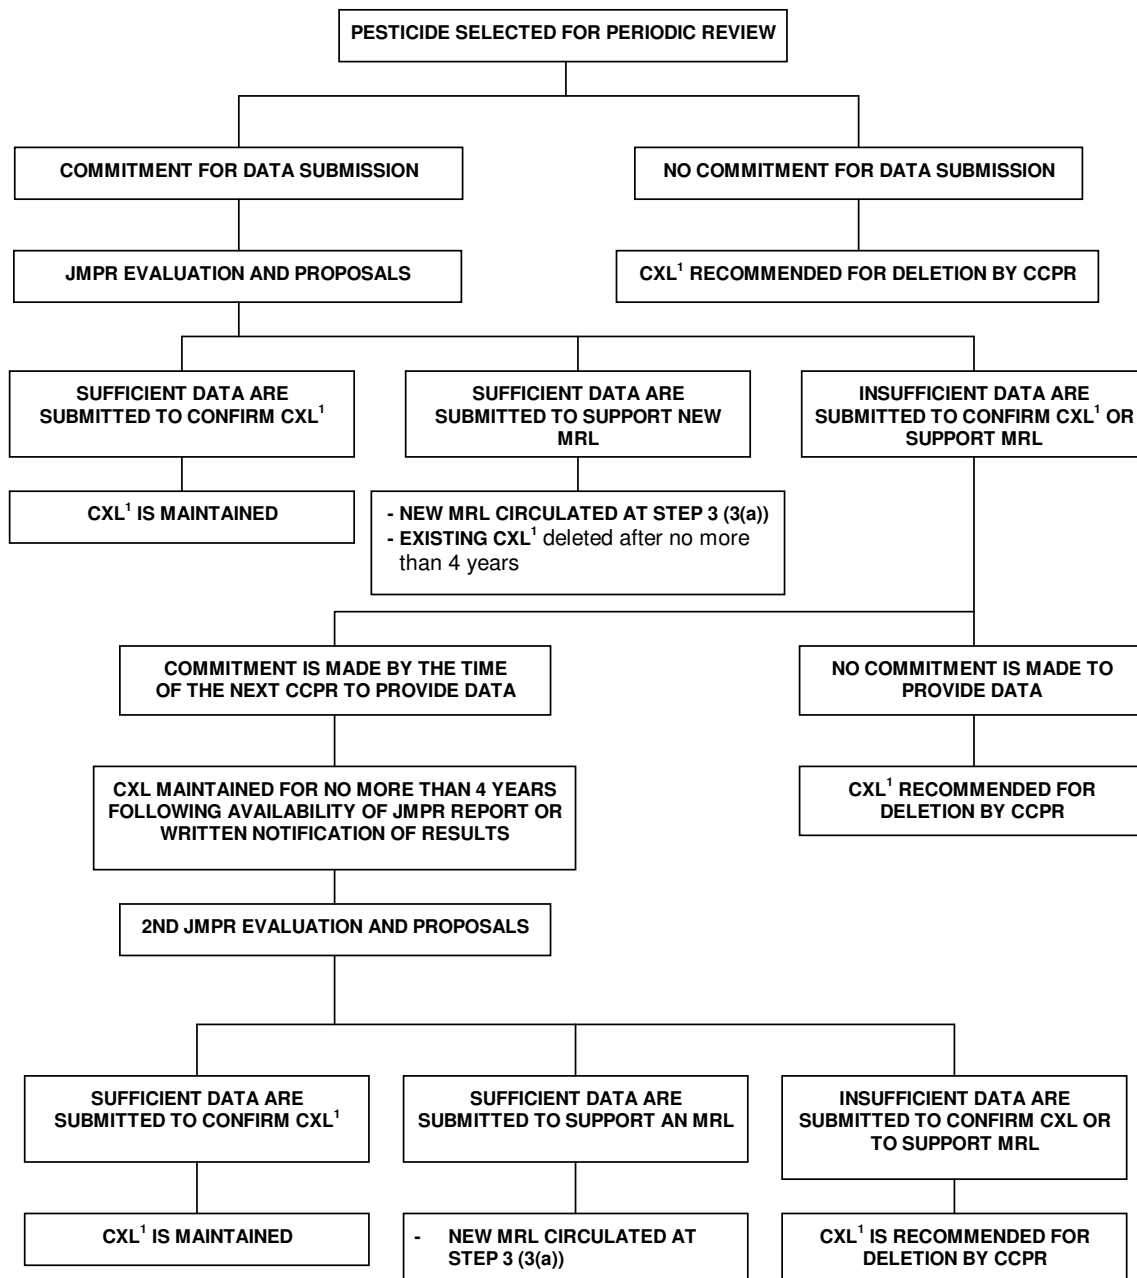 PESTICIDE SELECTED FOR PERIODIC REVIEW
COMMITMENT FOR DATA SUBMISSION
NO COMMITMENT FOR DATA SUBMISSION
JMPR EVALUATION AND PROPOSALS
CXL¹ RECOMMENDED FOR DELETION BY CCPR
SUFFICIENT DATA ARE
SUBMITTED TO CONFIRM CXL¹
SUFFICIENT DATA ARE
SUBMITTED TO SUPPORT NEW
MRL
INSUFFICIENT DATA ARE
SUBMITTED TO CONFIRM CXL¹ OR
SUPPORT MRL
CXL¹ IS MAINTAINED
- NEW MRL CIRCULATED AT STEP 3 (3(a))
- EXISTING CXL¹ deleted after no more
than 4 years
COMMITMENT IS MADE BY THE TIME
OF THE NEXT CCPR TO PROVIDE DATA
NO COMMITMENT IS MADE TO
PROVIDE DATA
CXL MAINTAINED FOR NO MORE THAN 4 YEARS
FOLLOWING AVAILABILITY OF JMPR REPORT OR
WRITTEN NOTIFICATION OF RESULTS
CXL¹ RECOMMENDED FOR
DELETION BY CCPR
2ND JMPR EVALUATION AND PROPOSALS
SUFFICIENT DATA ARE
SUBMITTED TO CONFIRM CXL¹
SUFFICIENT DATA ARE
SUBMITTED TO SUPPORT AN MRL
INSUFFICIENT DATA ARE
SUBMITTED TO CONFIRM CXL OR
TO SUPPORT MRL
CXL¹ IS MAINTAINED
- NEW MRL CIRCULATED AT
STEP 3 (3(a))
CXL¹ IS RECOMMENDED FOR
DELETION BY CCPR